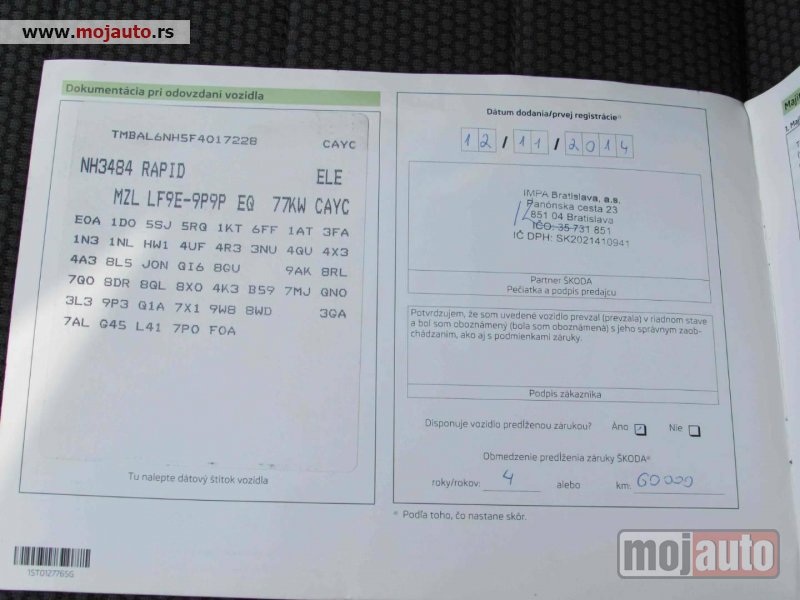 www.mojauto.rs
Dokumentácia pri odovzdaní vozidla
TMBAL6NH5F4017228 CAYC
NH3484 RAPID ELE
MZL LF9E-9P9P EQ 77KW CAYC
E0A 1D0 5SJ 5RQ 1KT 6FF 1AT 3FA
1N3 1NL HW1 4UF 4R3 3NU 4GU 4X3
4A3 8L5 J0N GI6 8GU 9AK 8RL
7G0 8DR 8QL 8X0 4K3 B59 7MJ GN0
3L3 9P3 G1A 7X1 9W8 8WD 3GA
7AL G45 L41 7P0 F0A
Tu nalepte dátový štítok vozidla
1ST012776SG
Dátum dodania/prvej registrácie
12/11/2014
IMPA Bratislava, a.s.
Panónska cesta 23
851 04 Bratislava
IČO: 35 731 851
IČ DPH: SK2021410941
Partner ŠKODA
Pečiatka a podpis predajcu
Potvrdzujem, že som uvedené vozidlo prevzal (prevzala) v riadnom stave
a bol som oboznámený (bola som oboznámená) s jeho správnym zaob-
chádzaním, ako aj s podmienkami záruky.
Podpis zákazníka
Disponuje vozidlo predĺženou zárukou? Áno Nie
Obmedzenie predĺženia záruky ŠKODA*
roky/rokov: 4 alebo km: 60000
* Podľa toho, čo nastane skôr.
mojauto